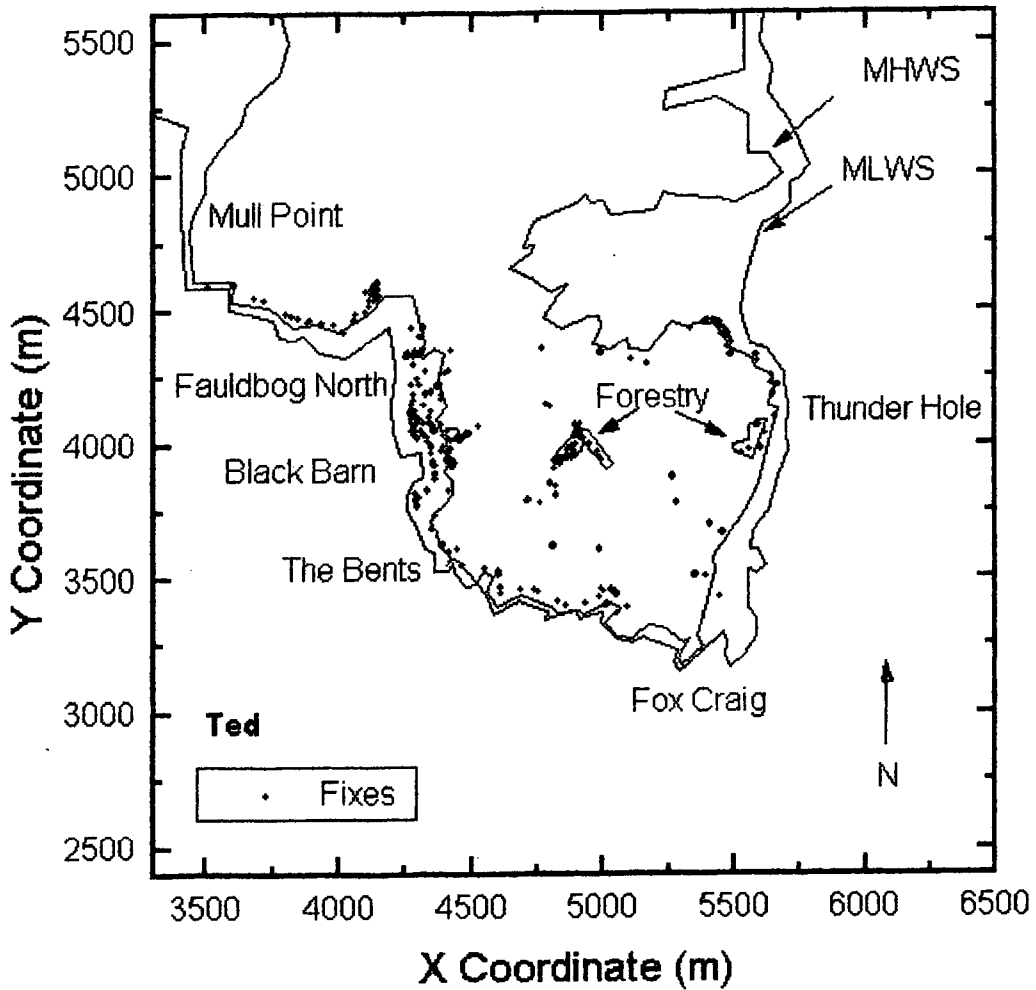 5500
5000
4500
4000
3500
3000
2500
Y Coordinate (m)
MHWS
MLWS
Mull Point
Fauldbog North
Forestry
Thunder Hole
Black Barn
The Bents
Fox Craig
Ted
Fixes
N
3500 4000 4500 5000 5500 6000 6500
X Coordinate (m)